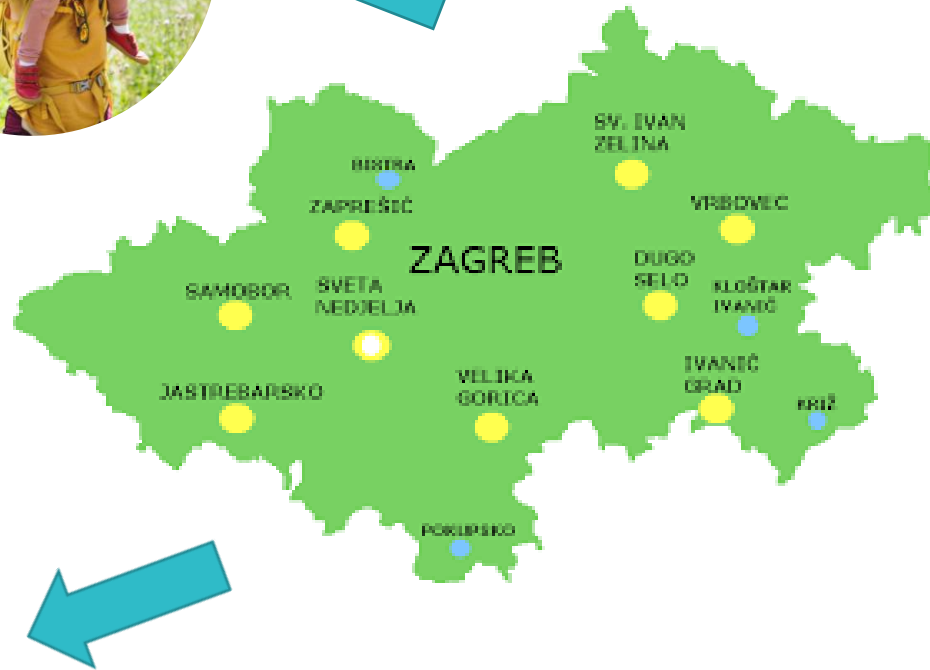 SV. IVAN
ZELINA
BISTRA
ZAPREŠIĆ
VRBOVEC
ZAGREB
DUGO
SELO
KLOŠTAR
IVANIĆ
SAMOBOR
SVETA
NEDJELJA
IVANIĆ
GRAD
VELIKA
GORICA
JASTREBARSKO
KRIŽ
POKUPSKO